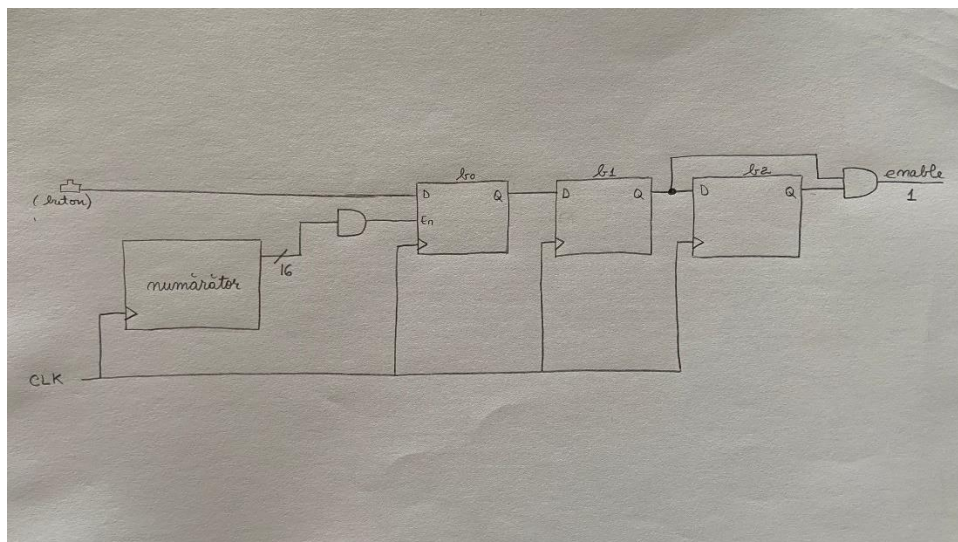 (buton)
numărător
16
CLK
b0
D
Q
En
b1
D
Q
b2
D
Q
enable
1